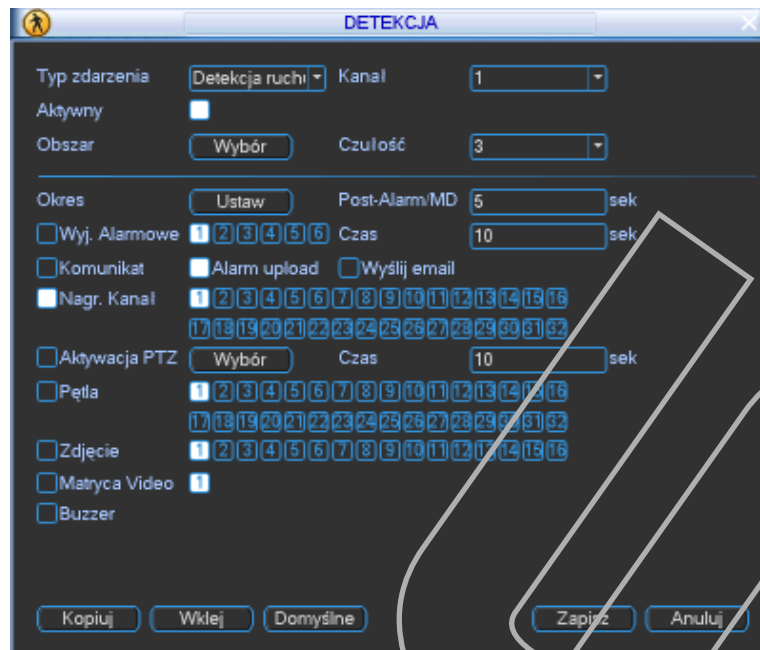 DETEKCJA
Typ zdarzenia Detekcja ruchu Kanał 1
Aktywny
Obszar Wybór Czułość 3
Okres Ustaw Post-Alarm/MD 5 sek
Wyj. Alarmowe 1 2 3 4 5 6 Czas 10 sek
Komunikat Alarm upload Wyślij email
Nagr. Kanał 1 2 3 4 5 6 7 8 9 10 11 12 13 14 15 16
17 18 19 20 21 22 23 24 25 26 27 28 29 30 31 32
Aktywacja PTZ Wybór Czas 10 sek
Pętla 1 2 3 4 5 6 7 8 9 10 11 12 13 14 15 16
17 18 19 20 21 22 23 24 25 26 27 28 29 30 31 32
Zdjęcie 1 2 3 4 5 6 7 8 9 10 11 12 13 14 15 16
Matryca Video 1
Buzzer
Kopiuj Wklej Domyślne Zapisz Anuluj